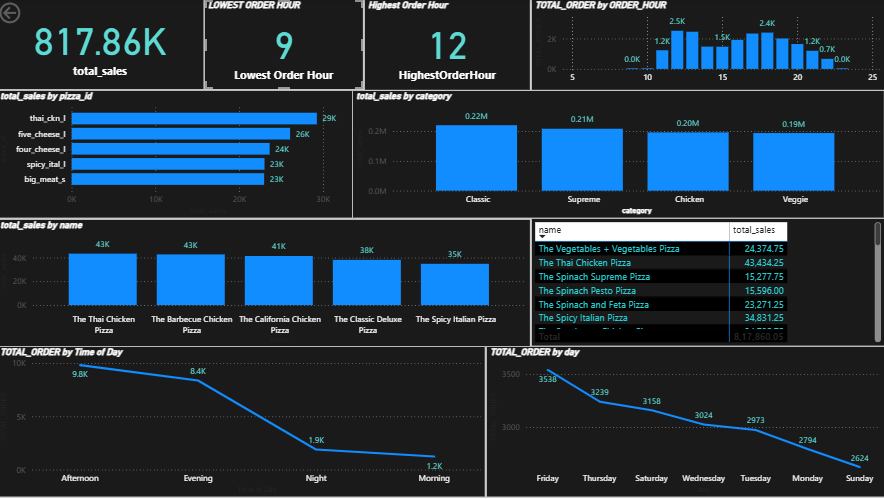 817.86K
total_sales
LOWEST ORDER HOUR
9
Lowest Order Hour
Highest Order Hour
12
HighestOrderHour
TOTAL_ORDER by ORDER_HOUR
2K
0K
0.0K
1.2K
2.5K
1.5K
2.4K
1.2K
0.7K
0.0K
5
10
15
20
25
total_sales by pizza_id
thai_ckn_l
29K
five_cheese_l
26K
four_cheese_l
24K
spicy_ital_l
23K
big_meat_s
23K
0K
10K
20K
30K
total_sales by category
0.2M
0.1M
0.0M
0.22M
0.21M
0.20M
0.19M
Classic
Supreme
Chicken
Veggie
category
total_sales by name
40K
20K
0K
43K
43K
41K
38K
35K
The Thai Chicken
Pizza
The Barbecue Chicken
Pizza
The California Chicken
Pizza
The Classic Deluxe
Pizza
The Spicy Italian Pizza
name total_sales
The Vegetables + Vegetables Pizza 24,374.75
The Thai Chicken Pizza 43,434.25
The Spinach Supreme Pizza 15,277.75
The Spinach Pesto Pizza 15,596.00
The Spinach and Feta Pizza 23,271.25
The Spicy Italian Pizza 34,831.25
Total 8,17,860.05
TOTAL_ORDER by Time of Day
10K
5K
0K
9.8K
8.4K
1.9K
1.2K
Afternoon
Evening
Night
Morning
TOTAL_ORDER by day
3500
3000
3538
3239
3158
3024
2973
2794
2624
Friday
Thursday
Saturday
Wednesday
Tuesday
Monday
Sunday